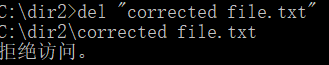 C:\dir2>del "corrected file.txt"
C:\dir2\corrected file.txt
拒绝访问。